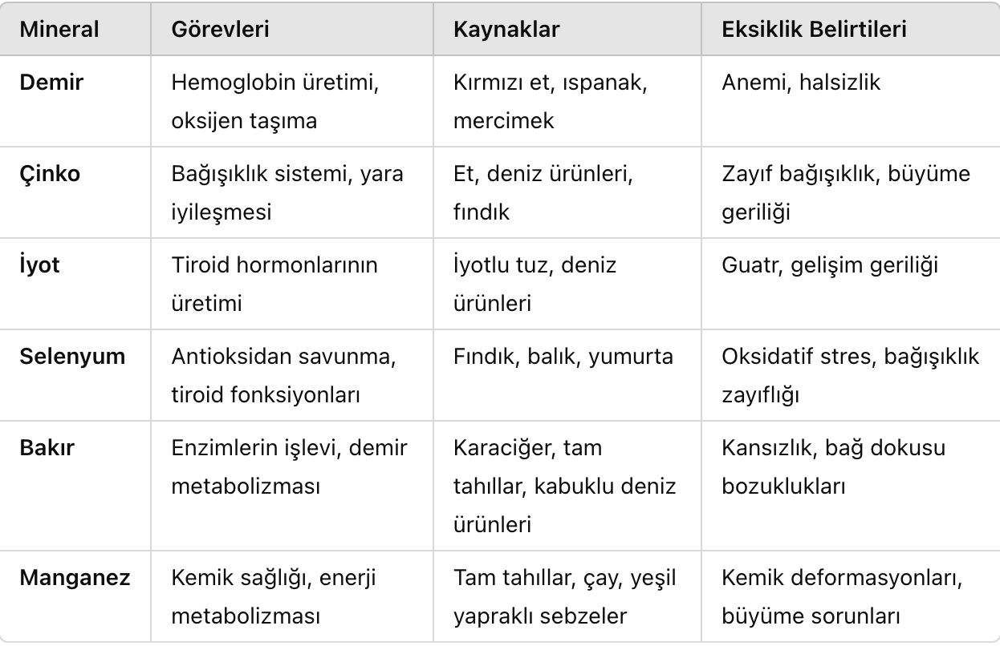 Mineral Görevleri Kaynaklar Eksiklik Belirtileri
Demir Hemoglobin üretimi, Kırmızı et, ıspanak, Anemi, halsizlik
oksijen taşıma mercimek
Çinko Bağışıklık sistemi, yara Et, deniz ürünleri, Zayıf bağışıklık, büyüme
iyileşmesi fındık geriliği
İyot Tiroid hormonlarının İyotlu tuz, deniz Guatr, gelişim geriliği
üretimi ürünleri
Selenyum Antioksidan savunma, Fındık, balık, yumurta Oksidatif stres, bağışıklık
tiroid fonksiyonları zayıflığı
Bakır Enzimlerin işlevi, demir Karaciğer, tam Kansızlık, bağ dokusu
metabolizması tahıllar, kabuklu deniz bozuklukları
ürünleri
Manganez Kemik sağlığı, enerji Tam tahıllar, çay, yeşil Kemik deformasyonları,
metabolizması yapraklı sebzeler büyüme sorunları